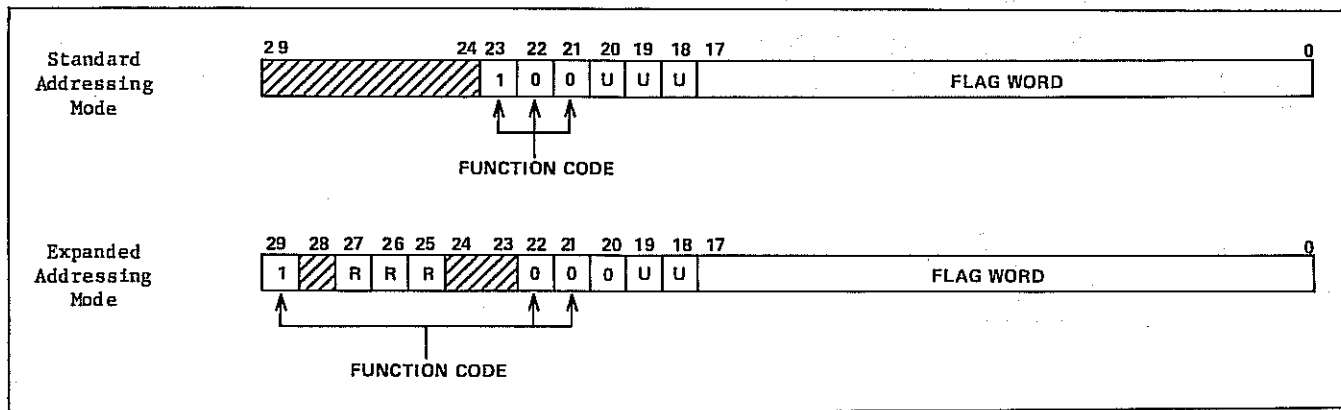 Standard
Addressing
Mode
29 24 23 22 21 20 19 18 17 0
1 0 0 U U U FLAG WORD
FUNCTION CODE
Expanded
Addressing
Mode
29 28 27 26 25 24 23 22 21 20 19 18 17 0
1 R R R 0 0 0 U U FLAG WORD
FUNCTION CODE